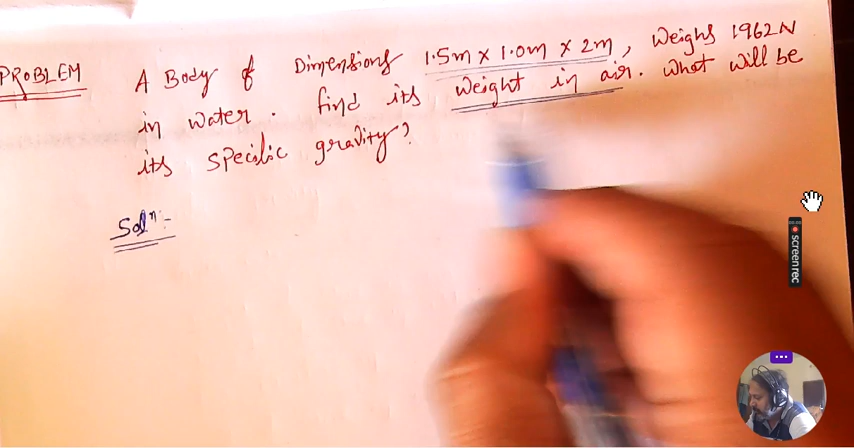 PROBLEM
A Body of Dimensions 1.5m x 1.0m x 2m, Weighs 1962N
in water. find its weight in air. What will be
its specific gravity?
Solⁿ:-
screenrec